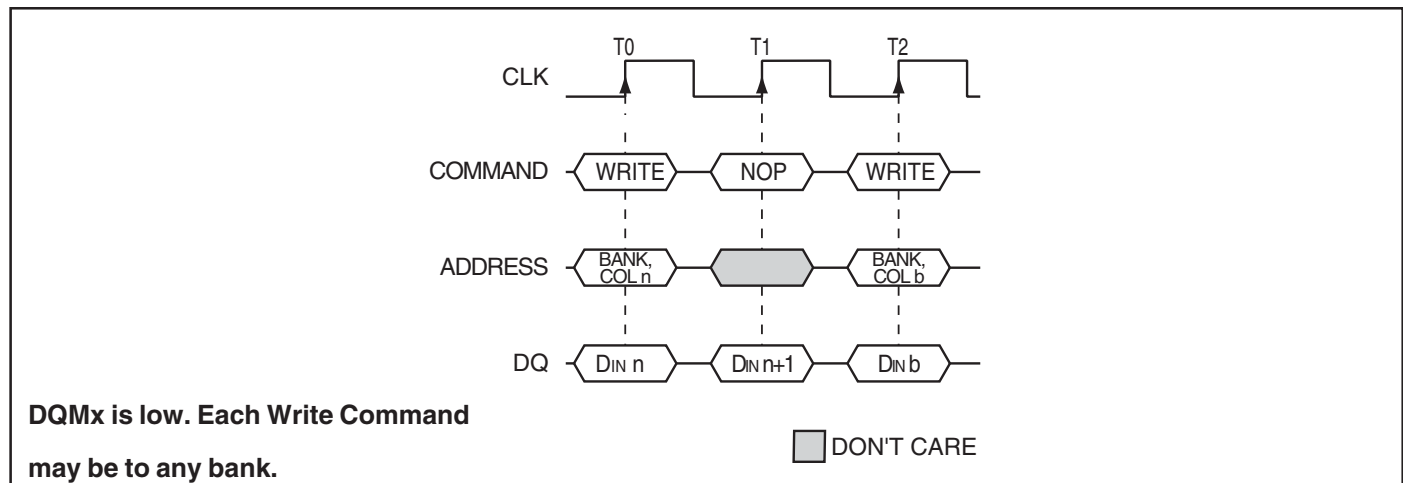 T0 T1 T2
CLK
COMMAND WRITE NOP WRITE
ADDRESS BANK, COL n BANK, COL b
DQ DIN n DIN n+1 DIN b
DQMx is low. Each Write Command
may be to any bank.
DON'T CARE